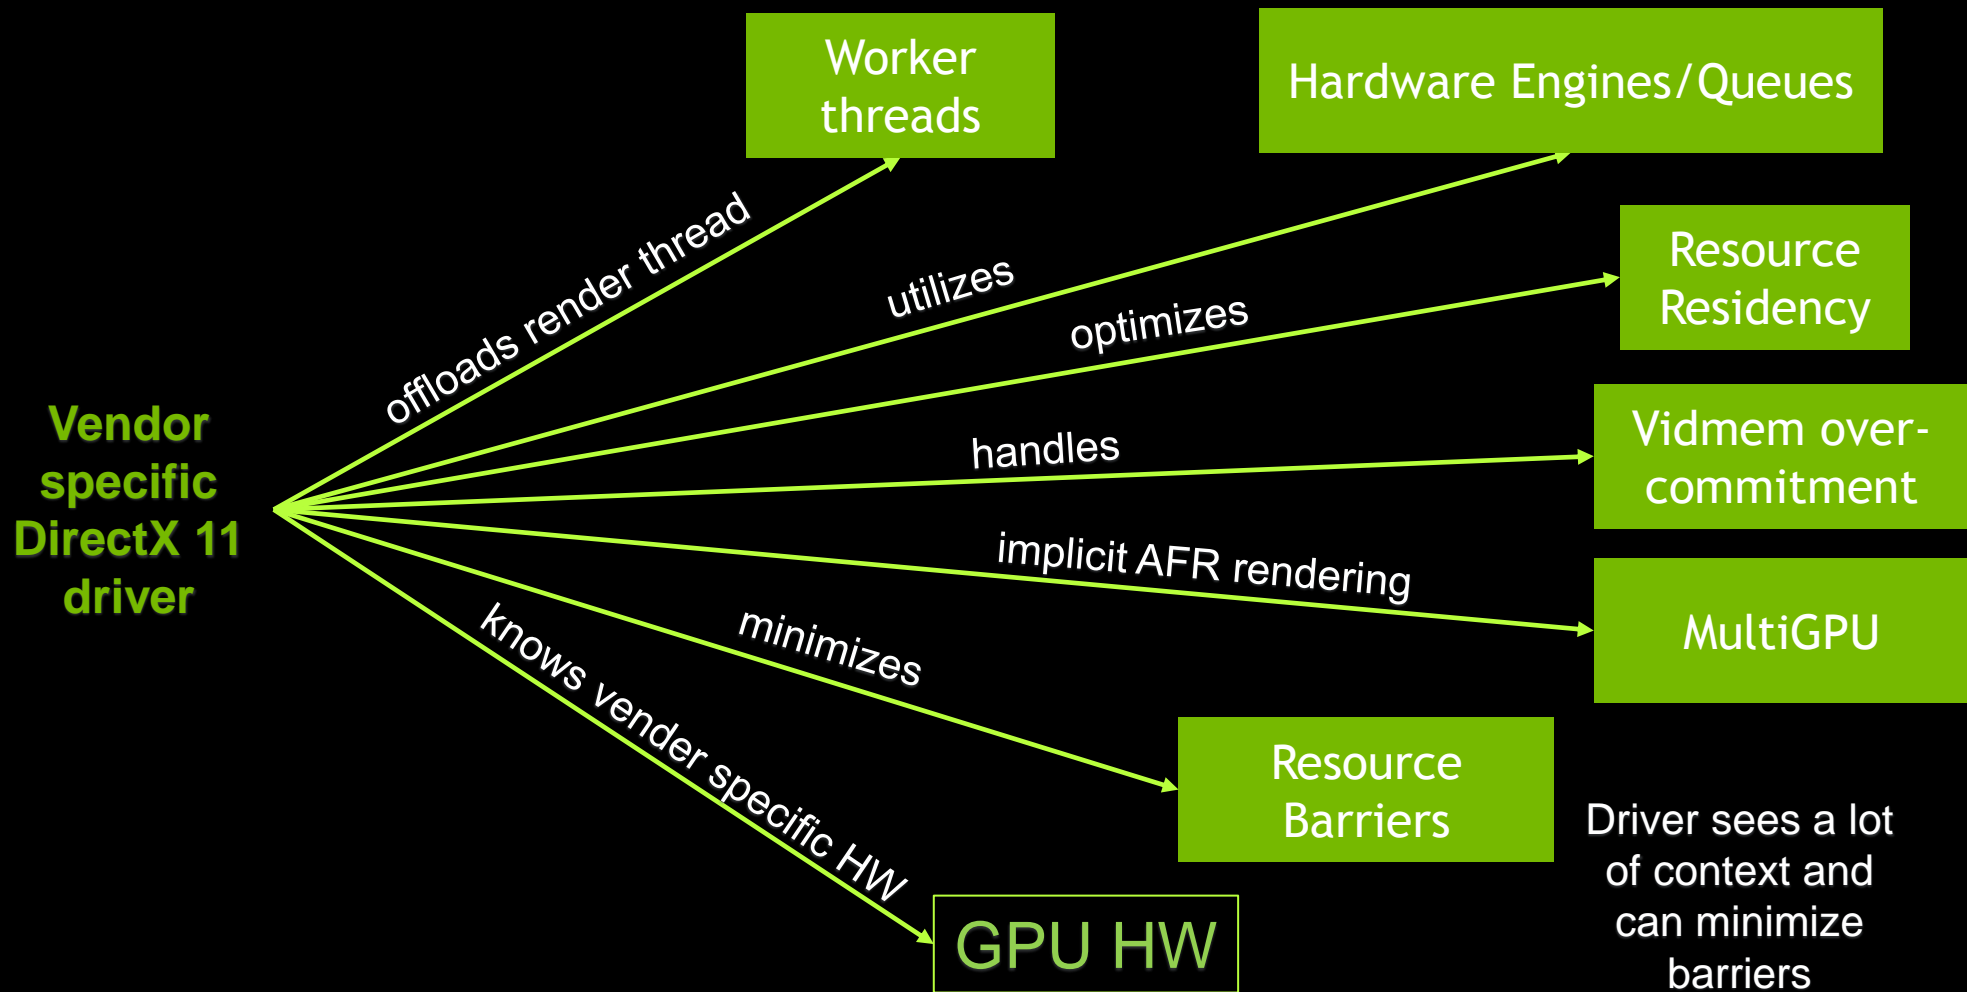 Worker
threads
Hardware Engines/Queues
offloads render thread
utilizes
Resource
Residency
optimizes
Vendor
specific
DirectX 11
driver
handles
Vidmem over-
commitment
implicit AFR rendering
MultiGPU
minimizes
knows vender specific HW
Resource
Barriers
Driver sees a lot
of context and
can minimize
barriers
GPU HW